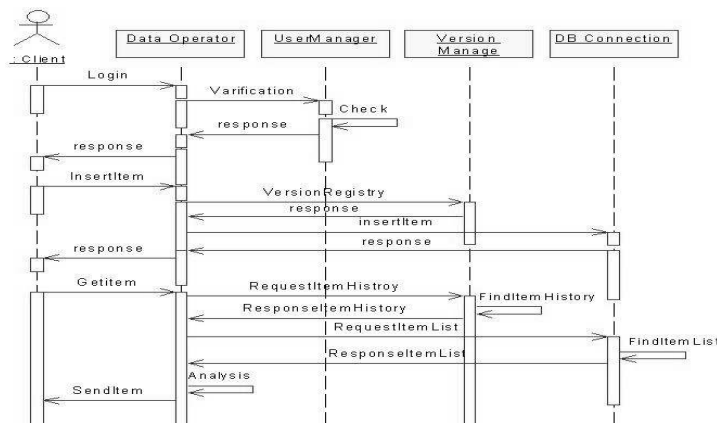 Data Operator
UserManager
Version
Manage
DB Connection
: Client
Login
Varification
Check
response
response
InsertItem
VersionRegistry
response
insertItem
response
response
GetItem
RequestItemHistroy
FindItemHistory
ResponseItemHistory
RequestItemList
FindItemList
ResponseItemList
Analysis
SendItem